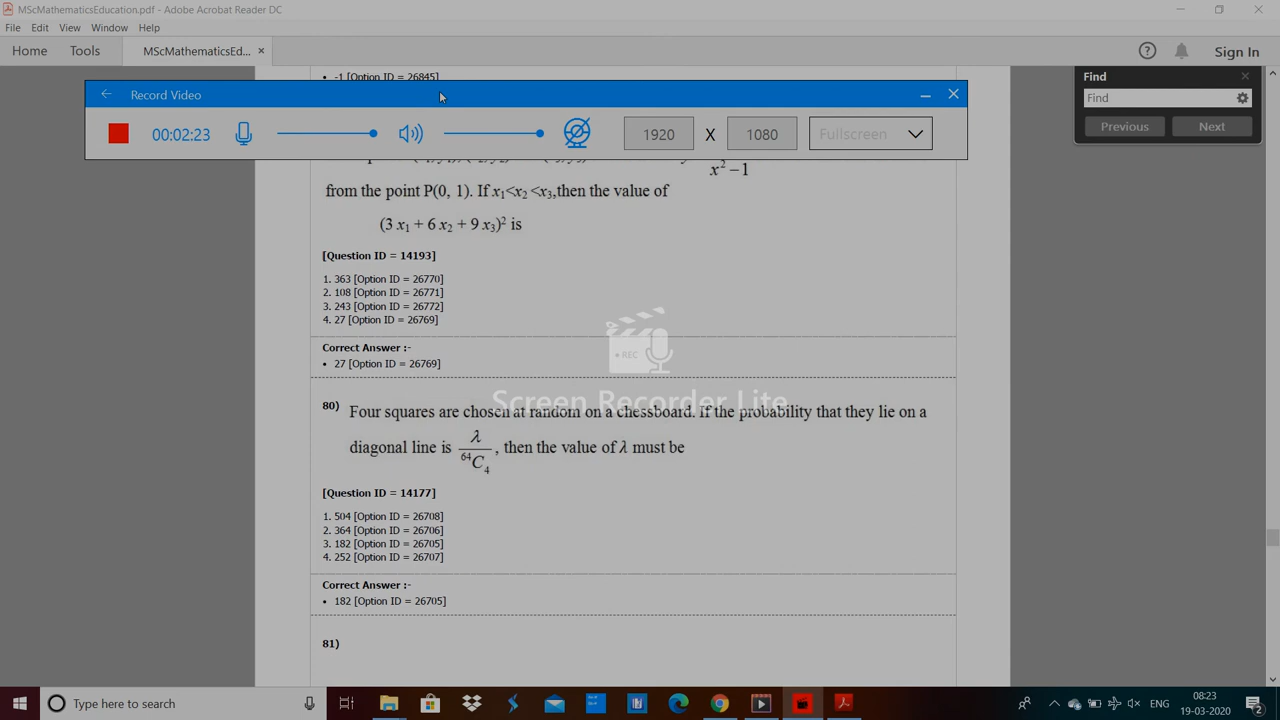 MScMathematicsEducation.pdf - Adobe Acrobat Reader DC
File Edit View Window Help
Home Tools MScMathematicsEd... × Sign In
• -1 [Option ID = 26845]
Find
Record Video
Find
00:02:23 1920 X 1080 Fullscreen
Previous Next
x² – 1
from the point P(0, 1). If x₁<x₂ <x₃,then the value of
(3 x₁ + 6 x₂ + 9 x₃)² is
[Question ID = 14193]
1. 363 [Option ID = 26770]
2. 108 [Option ID = 26771]
3. 243 [Option ID = 26772]
4. 27 [Option ID = 26769]
• REC
Correct Answer :-
• 27 [Option ID = 26769]
Screen Recorder Lite
80) Four squares are chosen at random on a chessboard. If the probability that they lie on a
diagonal line is λ / ⁶⁴C₄ , then the value of λ must be
[Question ID = 14177]
1. 504 [Option ID = 26708]
2. 364 [Option ID = 26706]
3. 182 [Option ID = 26705]
4. 252 [Option ID = 26707]
Correct Answer :-
• 182 [Option ID = 26705]
81)
Type here to search ENG 08:23
19-03-2020 2